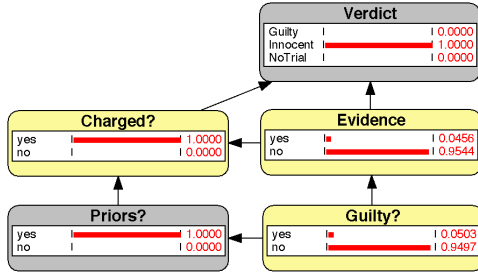 Verdict
Guilty 0.0000
Innocent 1.0000
NoTrial 0.0000
Charged?
yes 1.0000
no 0.0000
Evidence
yes 0.0456
no 0.9544
Priors?
yes 1.0000
no 0.0000
Guilty?
yes 0.0503
no 0.9497